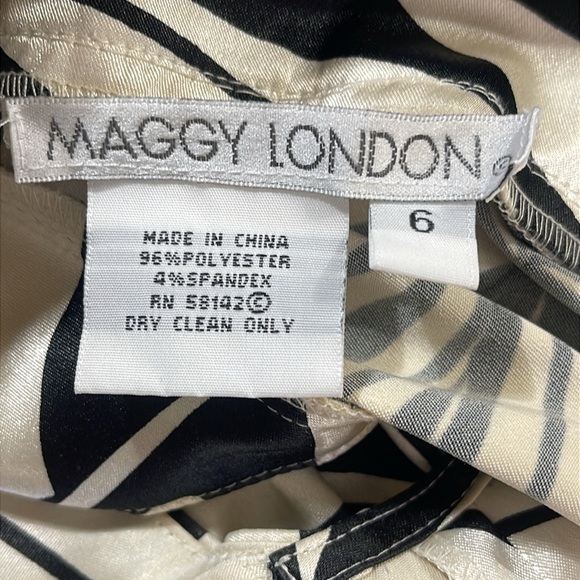 MAGGY LONDON ®
6
MADE IN CHINA
96%POLYESTER
4%SPANDEX
RN 58142©
DRY CLEAN ONLY